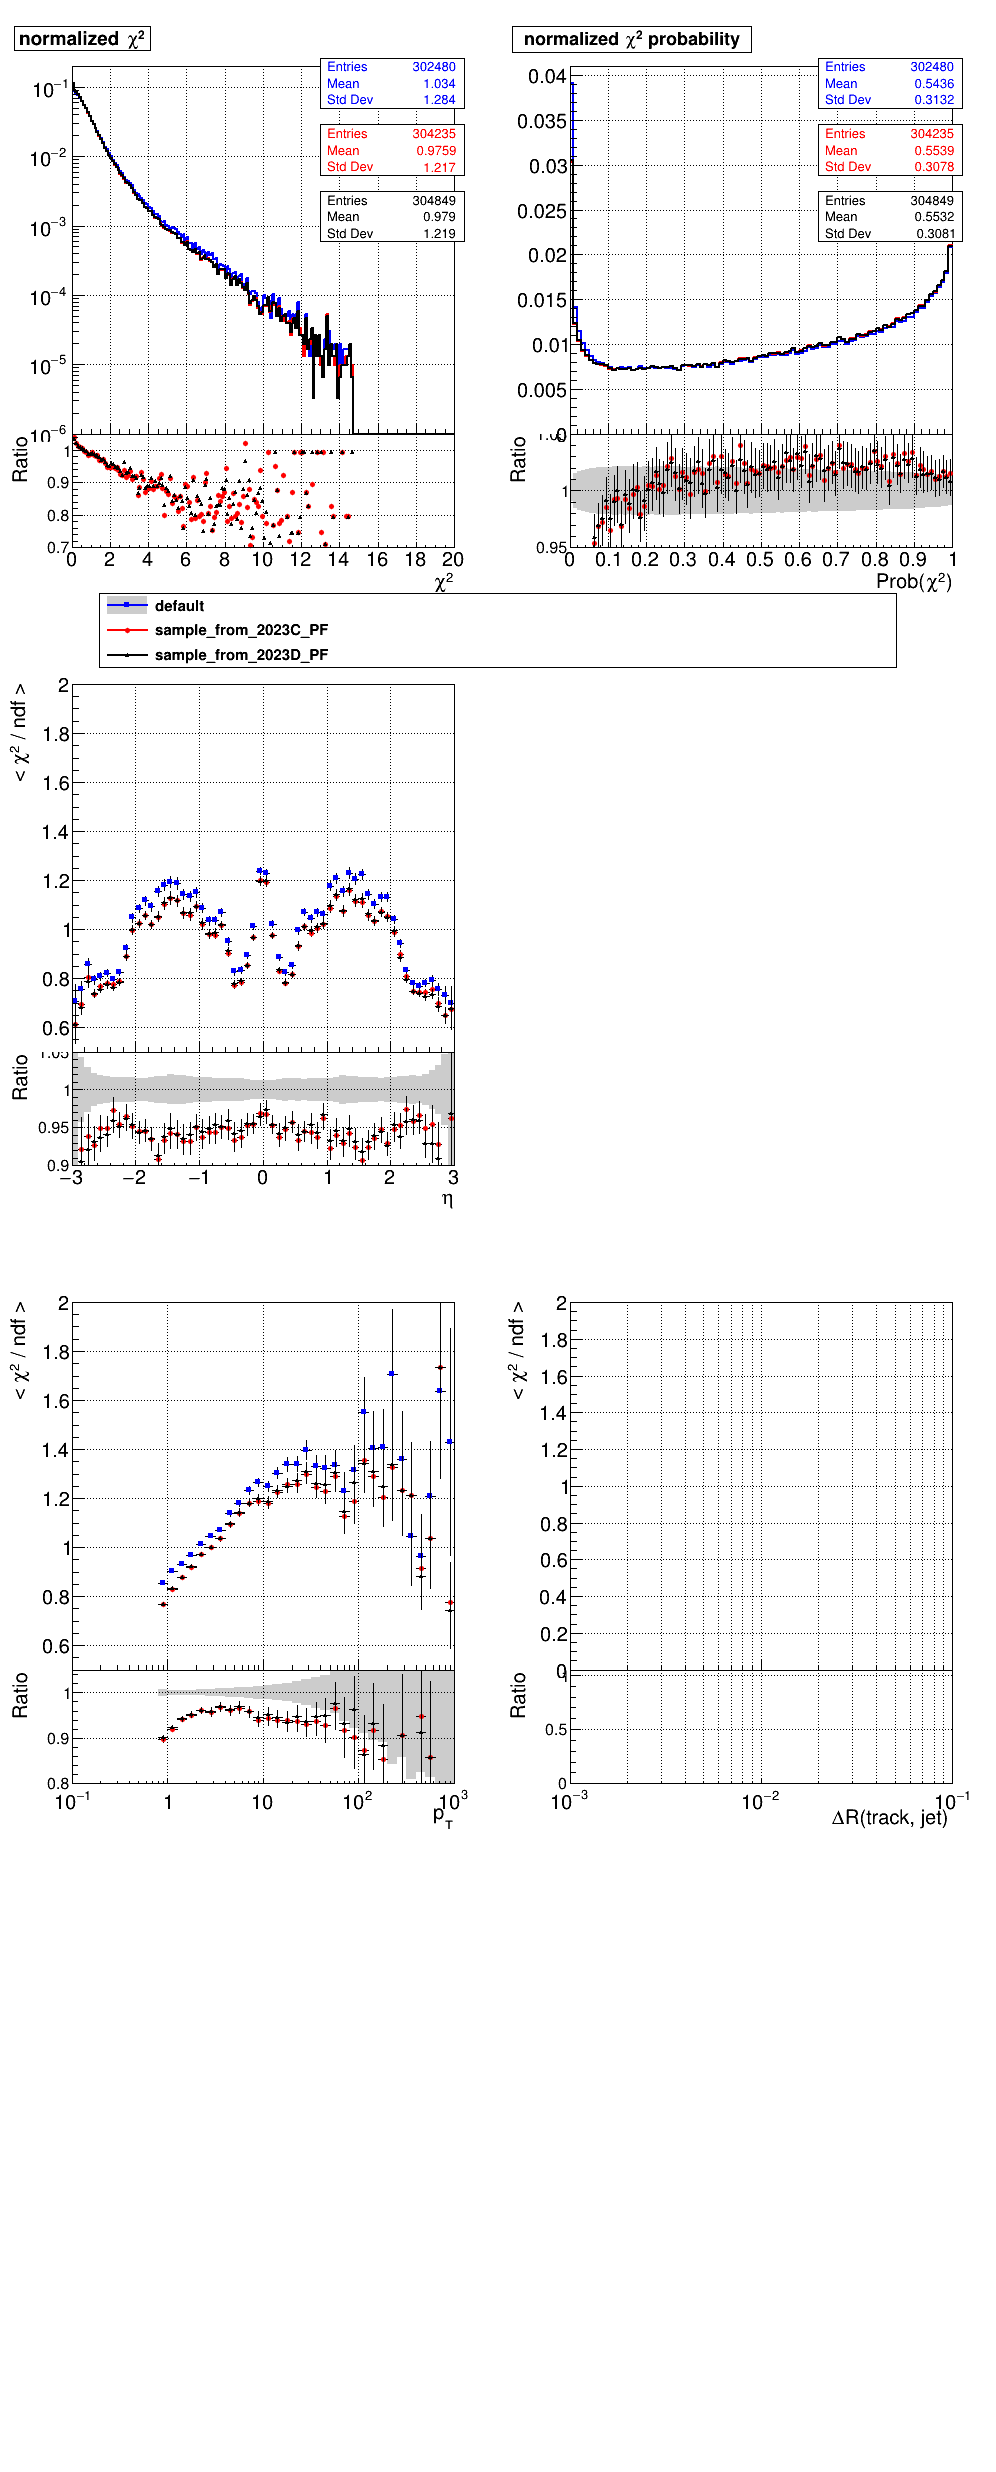 normalized χ²
Entries 302480
Mean 1.034
Std Dev 1.284
Entries 304235
Mean 0.9759
Std Dev 1.217
Entries 304849
Mean 0.979
Std Dev 1.219
10⁻¹
10⁻²
10⁻³
10⁻⁴
10⁻⁵
10⁻⁶
Ratio
1
0.9
0.8
0.7
0 2 4 6 8 10 12 14 16 18 20
χ²
normalized χ² probability
Entries 302480
Mean 0.5436
Std Dev 0.3132
Entries 304235
Mean 0.5539
Std Dev 0.3078
Entries 304849
Mean 0.5532
Std Dev 0.3081
0.04
0.035
0.03
0.025
0.02
0.015
0.01
0.005
0
Ratio
1
0.95
0 0.1 0.2 0.3 0.4 0.5 0.6 0.7 0.8 0.9 1
Prob(χ²)
default
sample_from_2023C_PF
sample_from_2023D_PF
< χ² / ndf >
2
1.8
1.6
1.4
1.2
1
0.8
0.6
Ratio
1.05
1
0.95
0.9
−3 −2 −1 0 1 2 3
η
< χ² / ndf >
2
1.8
1.6
1.4
1.2
1
0.8
0.6
Ratio
1
0.9
0.8
10⁻¹ 1 10 10² 10³
p_T
< χ² / ndf >
2
1.8
1.6
1.4
1.2
1
0.8
0.6
0.4
0.2
0
Ratio
1
0.5
0
10⁻³ 10⁻² 10⁻¹
ΔR(track, jet)